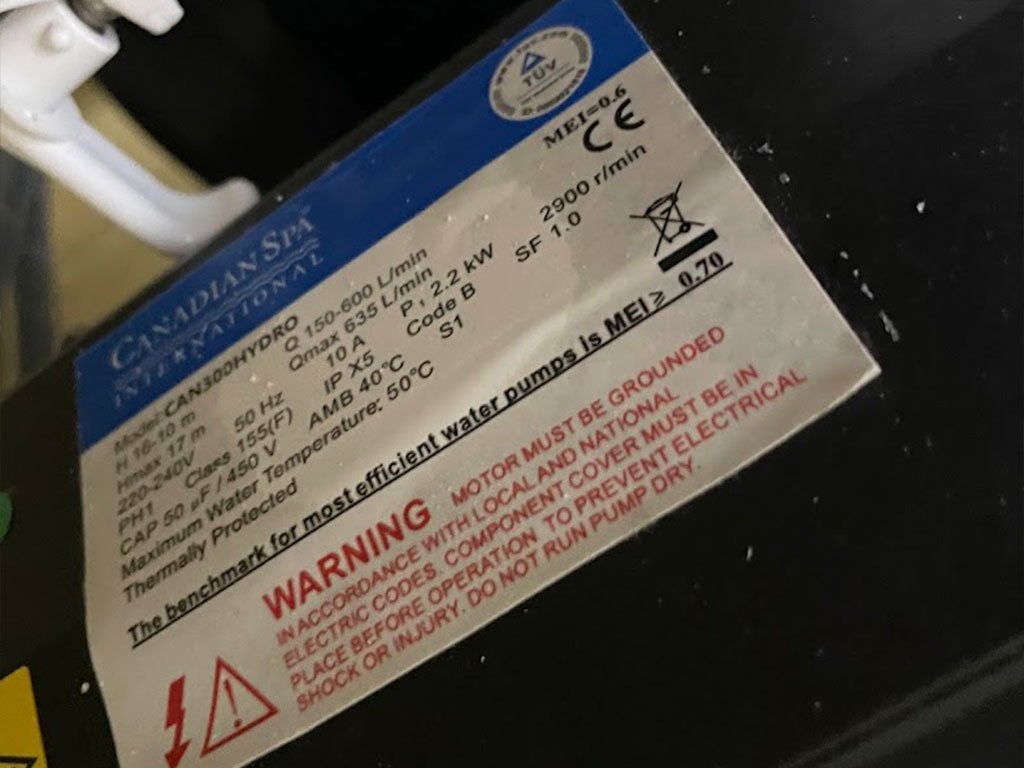 TÜV
CANADIAN SPA
INTERNATIONAL
MEI=0.6
CE
Model: CAN300HYDRO
H 16-10 m Q 150-600 L/min 2900 r/min
Hmax 17 m Qmax 635 L/min
220-240V 50 Hz 10 A P1 2.2 kW SF 1.0
PH1 Class 155(F) IP X5 Code B
CAP 50 µF / 450 V AMB 40°C S1
Maximum Water Temperature: 50°C
Thermally Protected
The benchmark for most efficient water pumps is MEI ≥ 0.70
WARNING MOTOR MUST BE GROUNDED
IN ACCORDANCE WITH LOCAL AND NATIONAL
ELECTRIC CODES. COMPONENT COVER MUST BE IN
PLACE BEFORE OPERATION TO PREVENT ELECTRICAL
SHOCK OR INJURY. DO NOT RUN PUMP DRY.